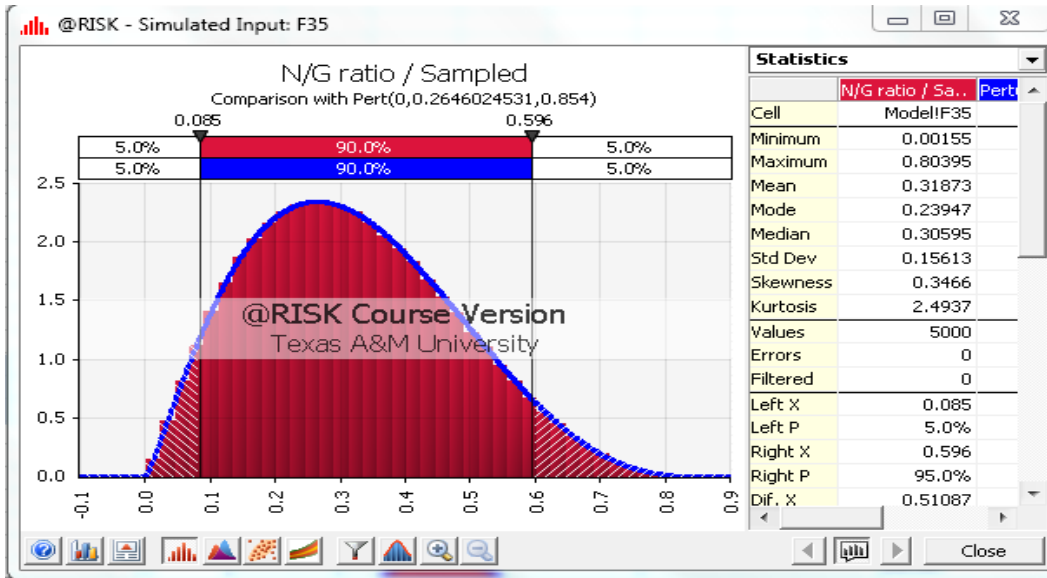 @RISK - Simulated Input: F35
N/G ratio / Sampled
Comparison with Pert(0,0.2646024531,0.854)
0.085 0.596
5.0% 90.0% 5.0%
5.0% 90.0% 5.0%
2.5
2.0
1.5
1.0
0.5
0.0
-0.1 0.0 0.1 0.2 0.3 0.4 0.5 0.6 0.7 0.8 0.9
@RISK Course Version
Texas A&M University
Statistics
N/G ratio / Sa.. Pert
Cell Model!F35
Minimum 0.00155
Maximum 0.80395
Mean 0.31873
Mode 0.23947
Median 0.30595
Std Dev 0.15613
Skewness 0.3466
Kurtosis 2.4937
Values 5000
Errors 0
Filtered 0
Left X 0.085
Left P 5.0%
Right X 0.596
Right P 95.0%
Dif. X 0.51087
Close